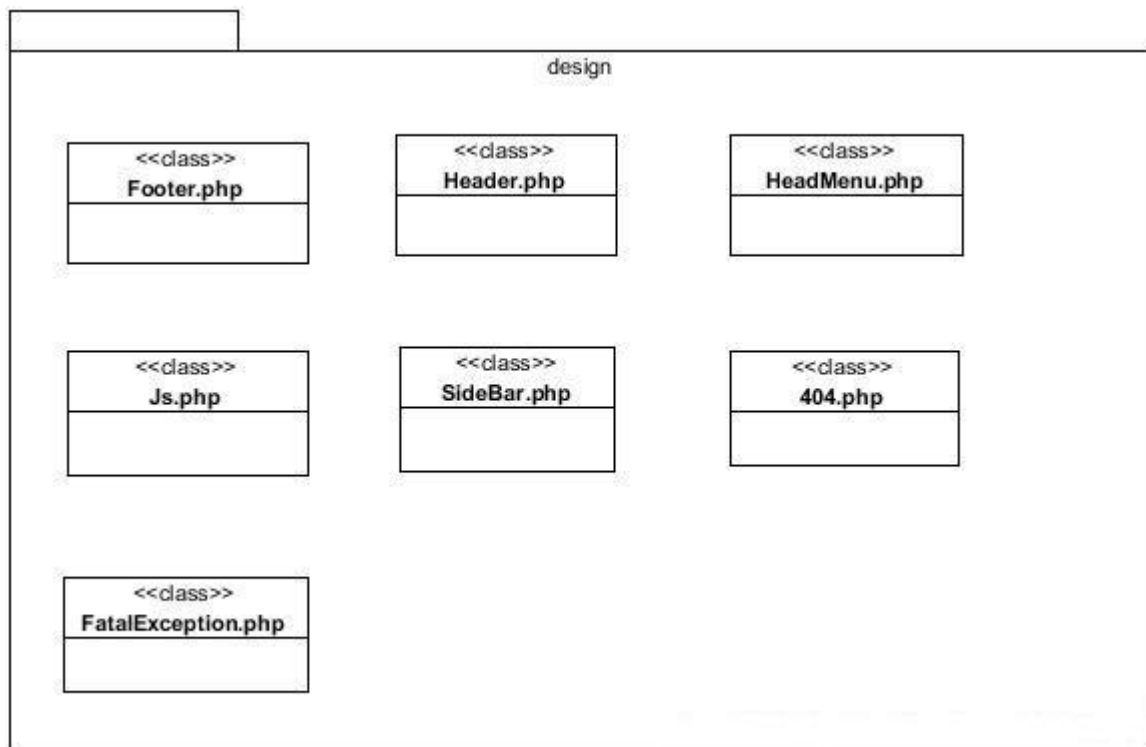 design
<<class>>
Footer.php
<<class>>
Header.php
<<class>>
HeadMenu.php
<<class>>
Js.php
<<class>>
SideBar.php
<<class>>
404.php
<<class>>
FatalException.php